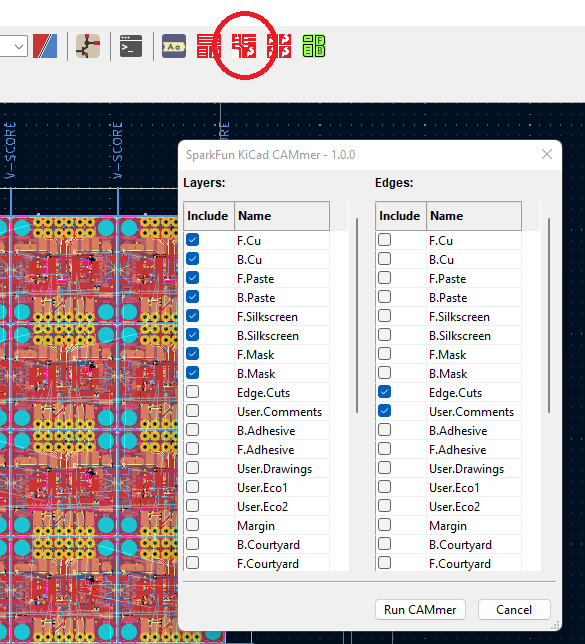 Aa
F
B
V-SCORE
V-SCORE
V-SCORE
SparkFun KiCad CAMmer - 1.0.0
Layers:
Include Name
F.Cu
B.Cu
F.Paste
B.Paste
F.Silkscreen
B.Silkscreen
F.Mask
B.Mask
Edge.Cuts
User.Comments
B.Adhesive
F.Adhesive
User.Drawings
User.Eco1
User.Eco2
Margin
B.Courtyard
F.Courtyard
Edges:
Include Name
F.Cu
B.Cu
F.Paste
B.Paste
F.Silkscreen
B.Silkscreen
F.Mask
B.Mask
Edge.Cuts
User.Comments
B.Adhesive
F.Adhesive
User.Drawings
User.Eco1
User.Eco2
Margin
B.Courtyard
F.Courtyard
Run CAMmer
Cancel